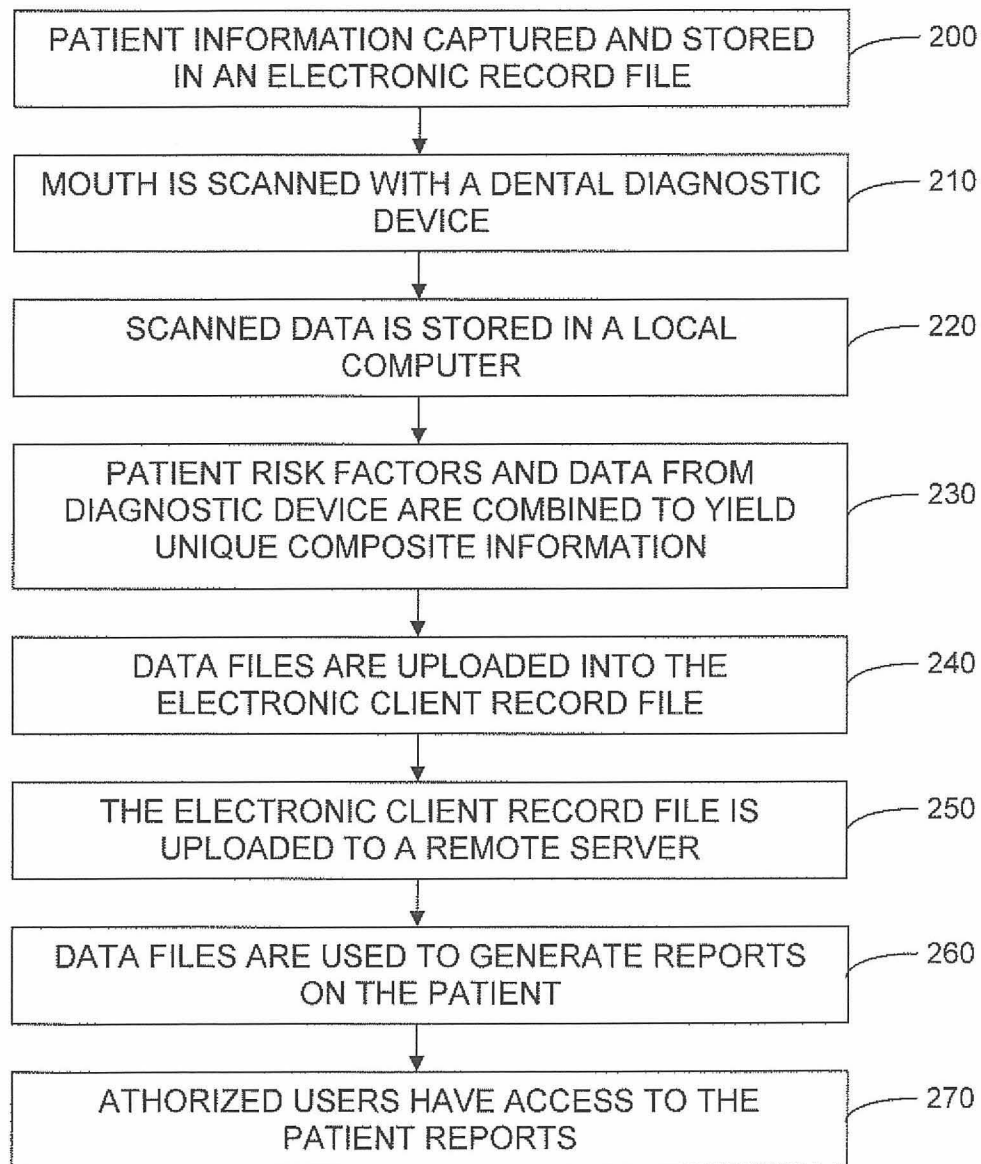 PATIENT INFORMATION CAPTURED AND STORED
IN AN ELECTRONIC RECORD FILE
200
MOUTH IS SCANNED WITH A DENTAL DIAGNOSTIC
DEVICE
210
SCANNED DATA IS STORED IN A LOCAL
COMPUTER
220
PATIENT RISK FACTORS AND DATA FROM
DIAGNOSTIC DEVICE ARE COMBINED TO YIELD
UNIQUE COMPOSITE INFORMATION
230
DATA FILES ARE UPLOADED INTO THE
ELECTRONIC CLIENT RECORD FILE
240
THE ELECTRONIC CLIENT RECORD FILE IS
UPLOADED TO A REMOTE SERVER
250
DATA FILES ARE USED TO GENERATE REPORTS
ON THE PATIENT
260
ATHORIZED USERS HAVE ACCESS TO THE
PATIENT REPORTS
270